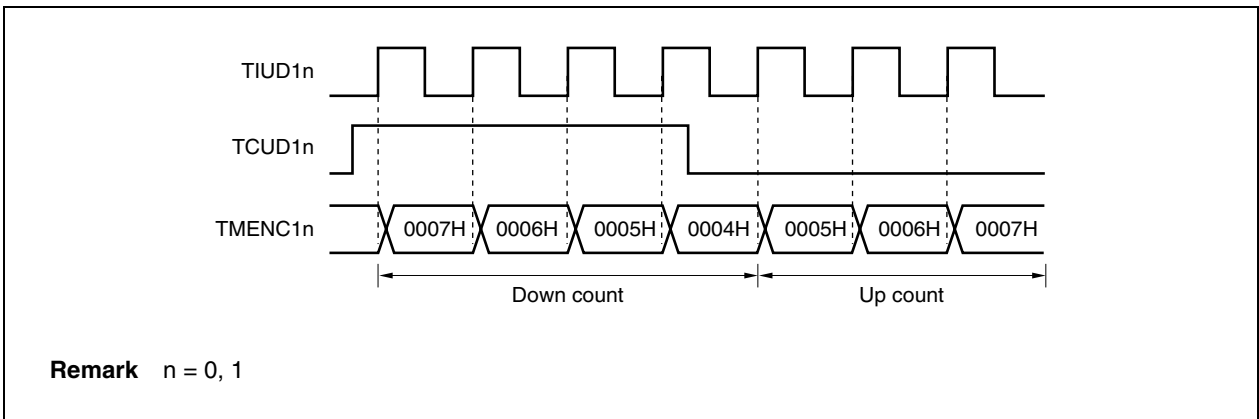 TIUD1n
TCUD1n
TMENC1n 0007H 0006H 0005H 0004H 0005H 0006H 0007H
Down count Up count
Remark n = 0, 1